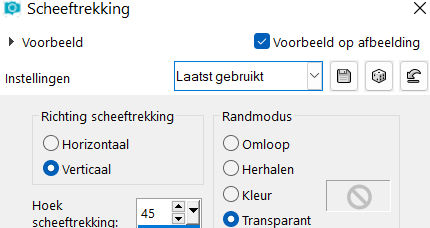 Scheeftrekking
Voorbeeld
Voorbeeld op afbeelding
Instellingen
Laatst gebruikt
Richting scheeftrekking
Randmodus
Horizontaal
Omloop
Verticaal
Herhalen
Kleur
Hoek
scheeftrekking:
45
Transparant